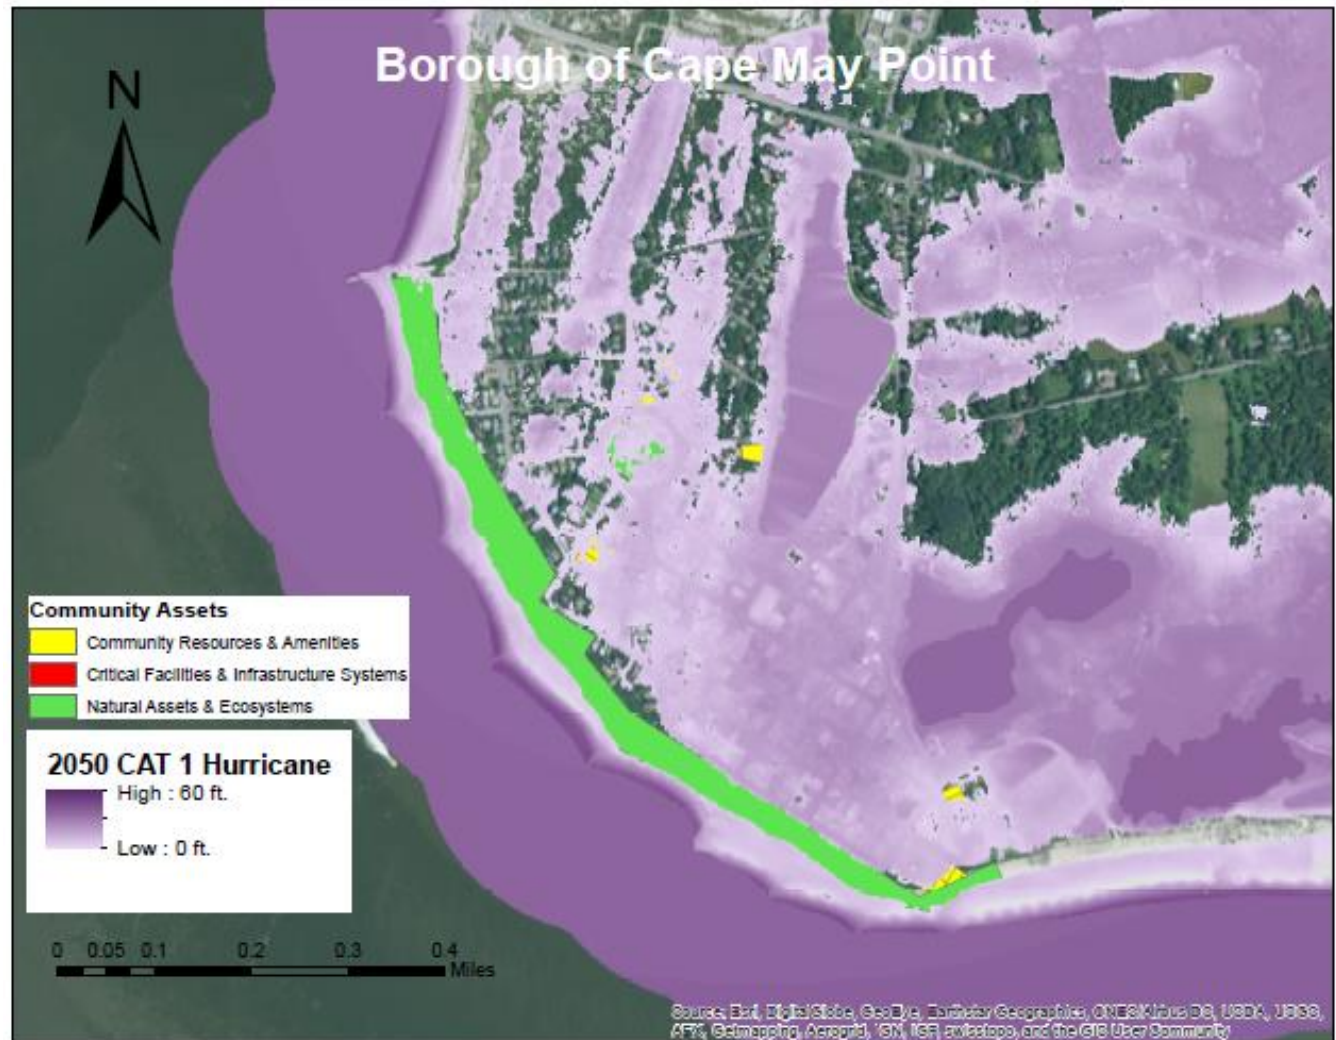 Borough of Cape May Point
N
Community Assets
Community Resources & Amenities
Critical Facilities & Infrastructure Systems
Natural Assets & Ecosystems
2050 CAT 1 Hurricane
High : 60 ft.
Low : 0 ft.
0 0.05 0.1 0.2 0.3 0.4
Miles
Source: Esri, DigitalGlobe, GeoEye, Earthstar Geographics, CNES/Airbus DS, USDA, USGS,
AEX, Getmapping, Aerogrid, IGN, IGP, swisstopo, and the GIS User Community